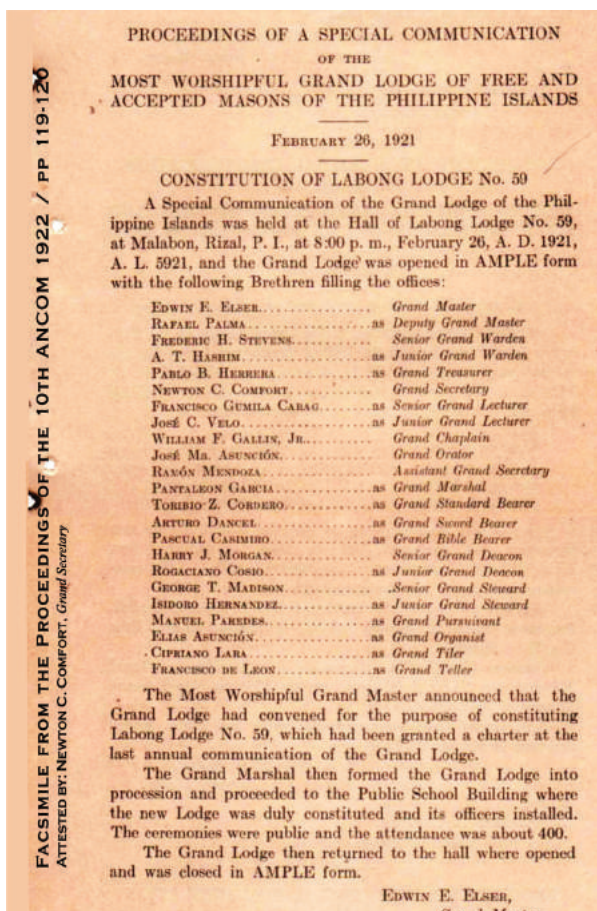 PROCEEDINGS OF A SPECIAL COMMUNICATION
OF THE
MOST WORSHIPFUL GRAND LODGE OF FREE AND
ACCEPTED MASONS OF THE PHILIPPINE ISLANDS
FEBRUARY 26, 1921
CONSTITUTION OF LABONG LODGE No. 59
A Special Communication of the Grand Lodge of the Phil-
ippine Islands was held at the Hall of Labong Lodge No. 59,
at Malabon, Rizal, P. I., at 8:00 p. m., February 26, A. D. 1921,
A. L. 5921, and the Grand Lodge was opened in AMPLE form
with the following Brethren filling the offices:
EDWIN E. ELSER.................. Grand Master
RAFAEL PALMA..................as Deputy Grand Master
FREDERIC H. STEVENS............. Senior Grand Warden
A. T. HASHIM....................as Junior Grand Warden
PABLO B. HERRERA................as Grand Treasurer
NEWTON C. COMFORT............. Grand Secretary
FRANCISCO GUMILA CARAG........as Senior Grand Lecturer
JOSÉ C. VELO....................as Junior Grand Lecturer
WILLIAM F. GALLIN, JR.......... Grand Chaplain
JOSÉ MA. ASUNCIÓN.............. Grand Orator
RAMÓN MENDOZA.................. Assistant Grand Secretary
PANTALEON GARCIA...............as Grand Marshal
TORIBIO Z. CORDERO.............as Grand Standard Bearer
ARTURO DANCEL..................as Grand Sword Bearer
PASCUAL CASIMIRO...............as Grand Bible Bearer
HARRY J. MORGAN................ Senior Grand Deacon
ROGACIANO COSIO................as Junior Grand Deacon
GEORGE T. MADISON.............. Senior Grand Steward
ISIDORO HERNANDEZ..............as Junior Grand Steward
MANUEL PAREDES.................as Grand Pursuivant
ELIAS ASUNCIÓN.................as Grand Organist
CIPRIANO LARA..................as Grand Tiler
FRANCISCO DE LEON..............as Grand Teller
The Most Worshipful Grand Master announced that the
Grand Lodge had convened for the purpose of constituting
Labong Lodge No. 59, which had been granted a charter at the
last annual communication of the Grand Lodge.
The Grand Marshal then formed the Grand Lodge into
procession and proceeded to the Public School Building where
the new Lodge was duly constituted and its officers installed.
The ceremonies were public and the attendance was about 400.
The Grand Lodge then returned to the hall where opened
and was closed in AMPLE form.
EDWIN E. ELSER,
FACSIMILE FROM THE PROCEEDINGS OF THE 10TH ANCOM 1922 / PP 119-120
ATTESTED BY: NEWTON C. COMFORT, Grand Secretary